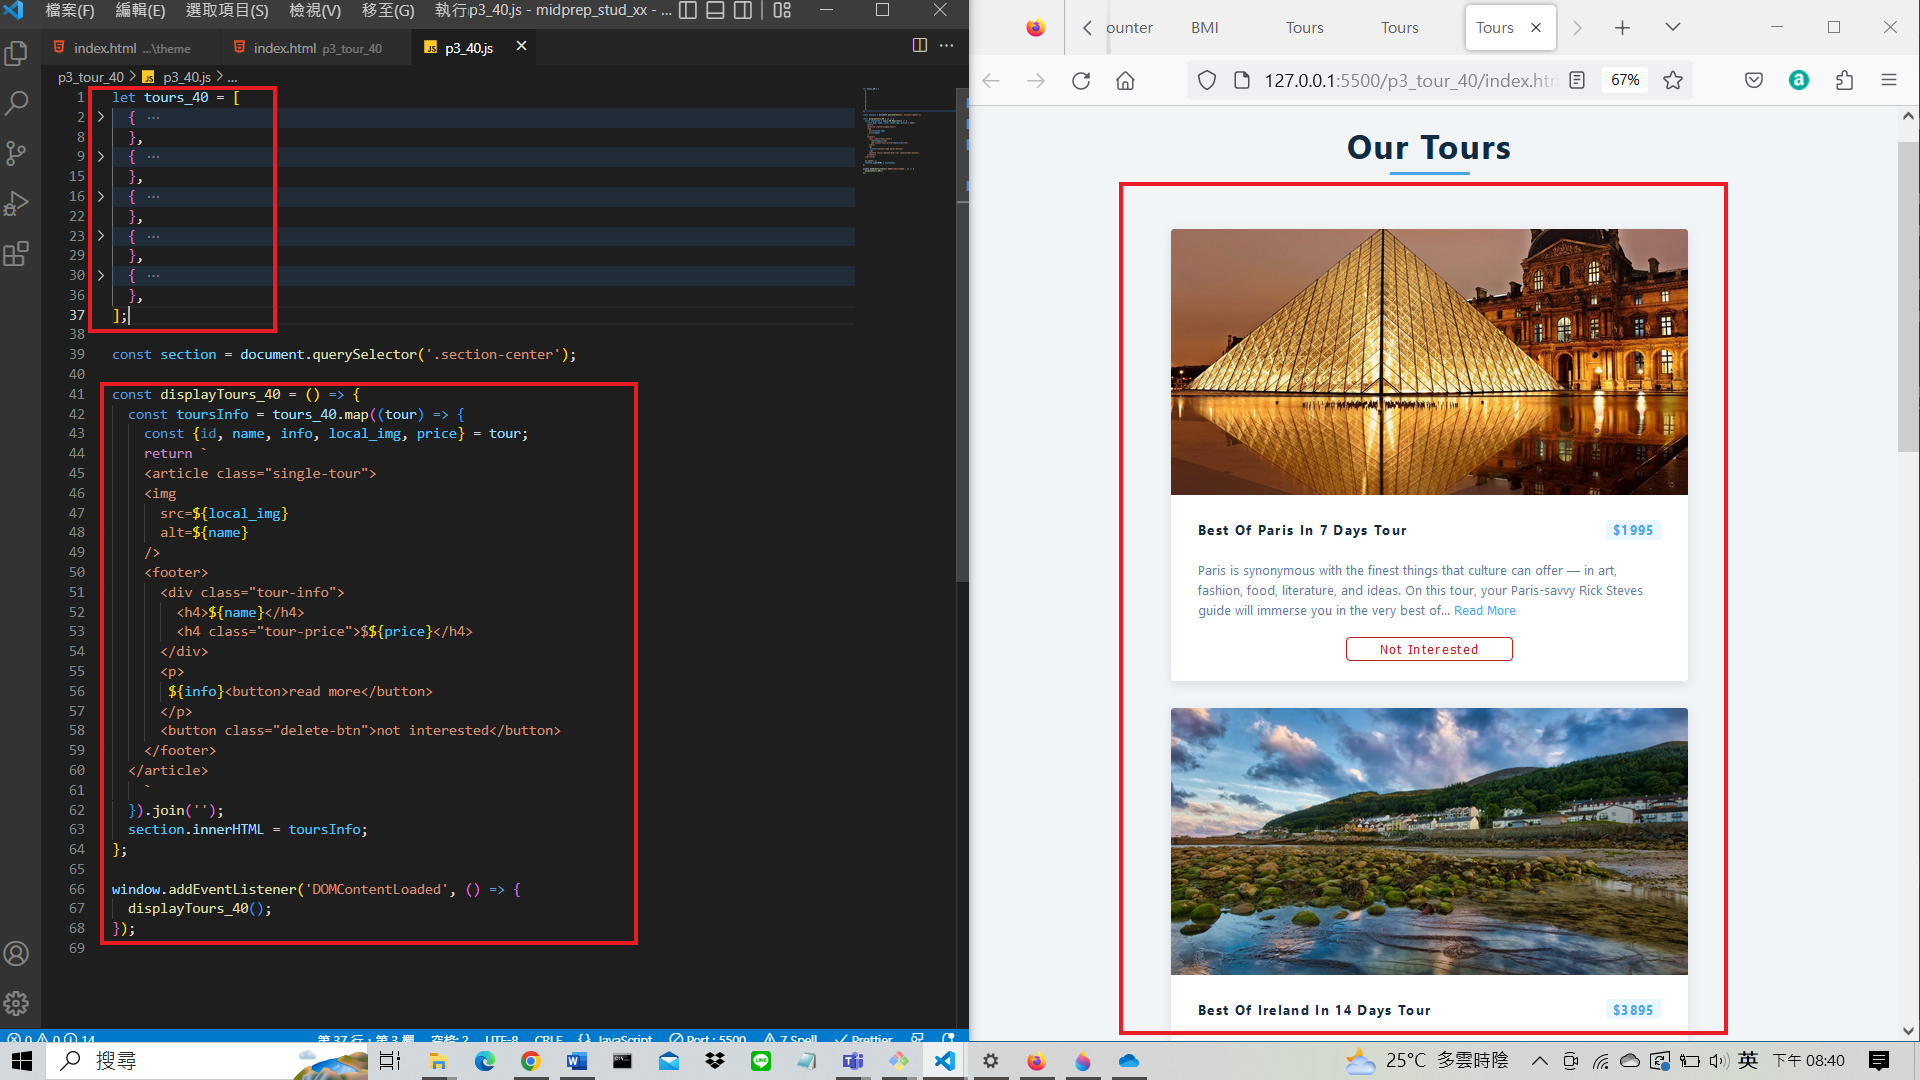 檔案(F) 編輯(E) 選取項目(S) 檢視(V) 移至(G) 執行 p3_40.js - midprep_stud_xx - ...
index.html ...\theme
index.html p3_tour_40
p3_40.js
p3_tour_40 > JS p3_40.js > ...
1 let tours_40 = [
2 { ...
8 },
9 { ...
15 },
16 { ...
22 },
23 { ...
29 },
30 { ...
36 },
37 ];
38
39 const section = document.querySelector('.section-center');
40
41 const displayTours_40 = () => {
42 const toursInfo = tours_40.map((tour) => {
43 const {id, name, info, local_img, price} = tour;
44 return `
45 <article class="single-tour">
46 <img
47 src=${local_img}
48 alt=${name}
49 />
50 <footer>
51 <div class="tour-info">
52 <h4>${name}</h4>
53 <h4 class="tour-price">$${price}</h4>
54 </div>
55 <p>
56 ${info}<button>read more</button>
57 </p>
58 <button class="delete-btn">not interested</button>
59 </footer>
60 </article>
61 `
62 }).join('');
63 section.innerHTML = toursInfo;
64 };
65
66 window.addEventListener('DOMContentLoaded', () => {
67 displayTours_40();
68 });
69
0 0 14 第 37 行，第 3 欄 空格: 2 UTF-8 CRLF {} JavaScript Port : 5500 7 Spell Prettier
ounter BMI Tours Tours Tours
127.0.0.1:5500/p3_tour_40/index.htm 67%
Our Tours
Best Of Paris In 7 Days Tour $1995
Paris is synonymous with the finest things that culture can offer — in art,
fashion, food, literature, and ideas. On this tour, your Paris-savvy Rick Steves
guide will immerse you in the very best of... Read More
Not Interested
Best Of Ireland In 14 Days Tour $3895
搜尋
25°C 多雲時陰 英 下午 08:40